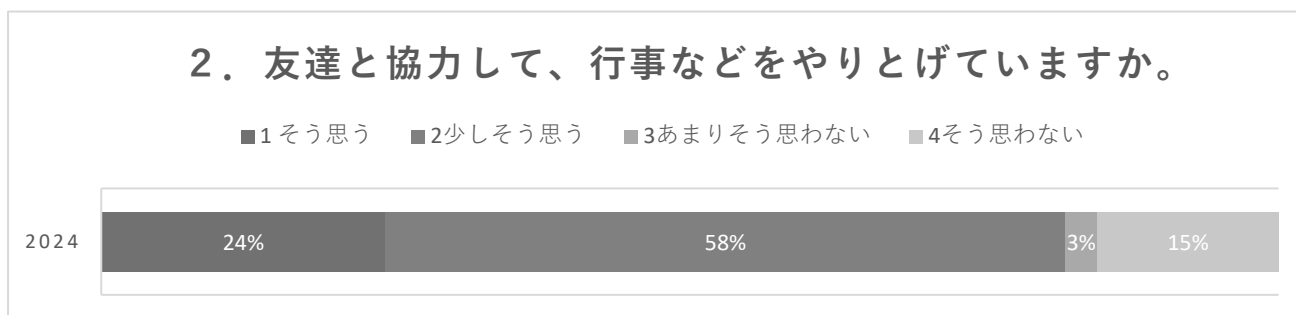 ２．友達と協力して、行事などをやりとげていますか。
■1 そう思う ■2少しそう思う ■3あまりそう思わない ■4そう思わない
2024 24% 58% 3% 15%